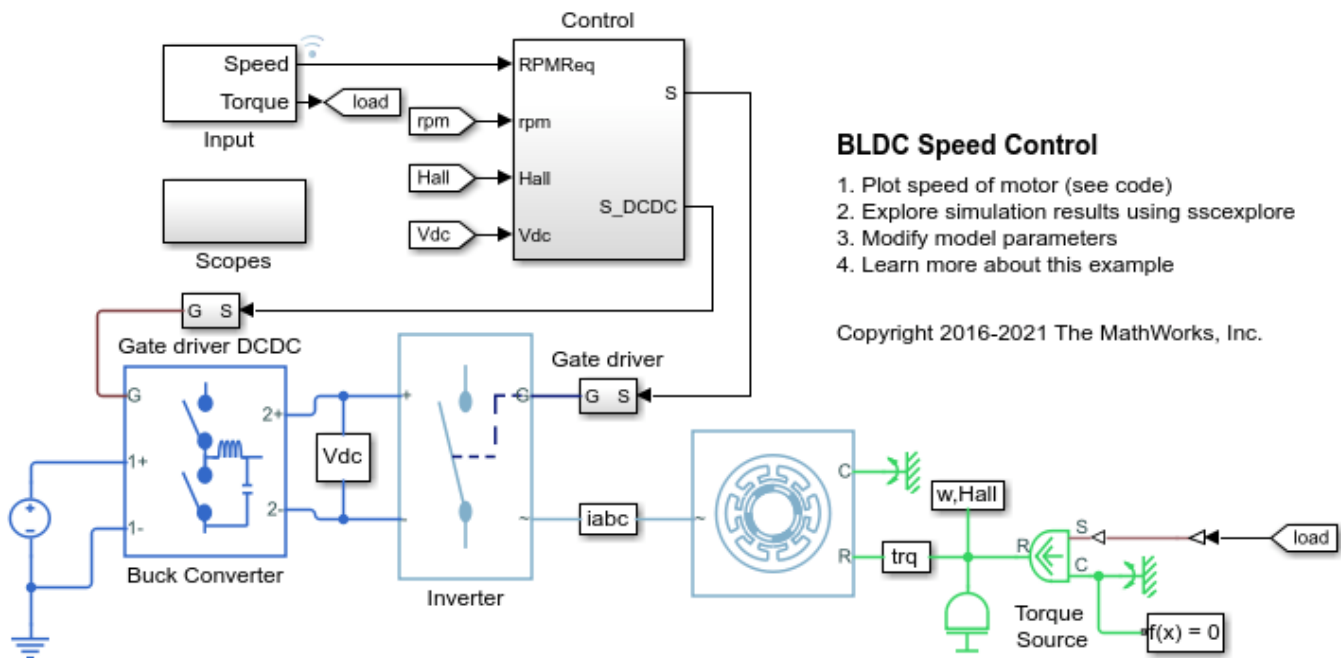 Control
Speed
Torque
load
Input
RPMReq
rpm
rpm
Hall
Hall
Vdc
Vdc
S
S_DCDC
Scopes
BLDC Speed Control
1. Plot speed of motor (see code)
2. Explore simulation results using sscexplore
3. Modify model parameters
4. Learn more about this example
Copyright 2016-2021 The MathWorks, Inc.
G S
Gate driver DCDC
Gate driver
G S
G
1+
1-
2+
2-
Buck Converter
+
-
Vdc
+
-
G
~
Inverter
iabc
~
C
R
trq
w,Hall
R
S
C
load
Torque
Source
f(x) = 0